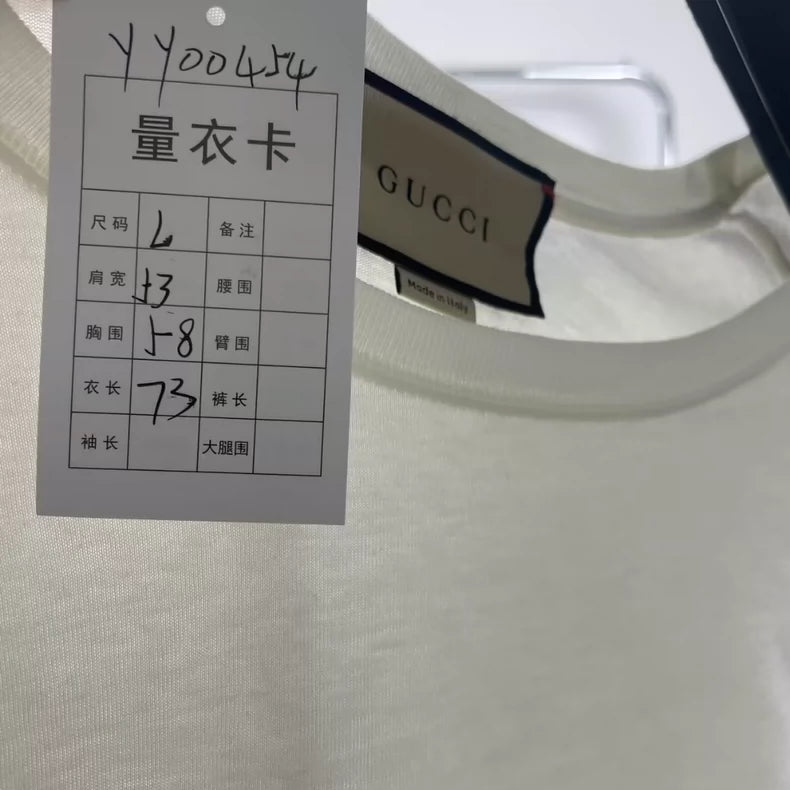 YY00454
量衣卡
尺码 L 备注
肩宽 53 腰围
胸围 58 臂围
衣长 73 裤长
袖长 大腿围
GUCCI
Made in Italy